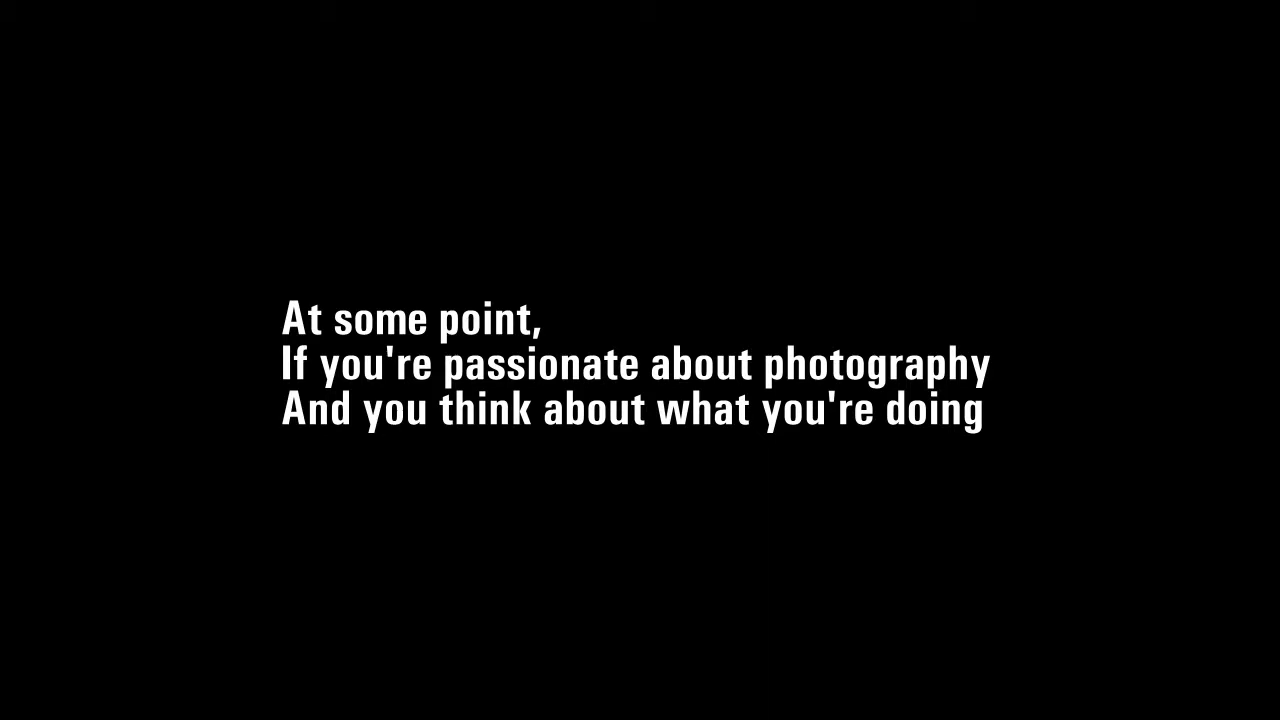 At some point,
If you're passionate about photography
And you think about what you're doing